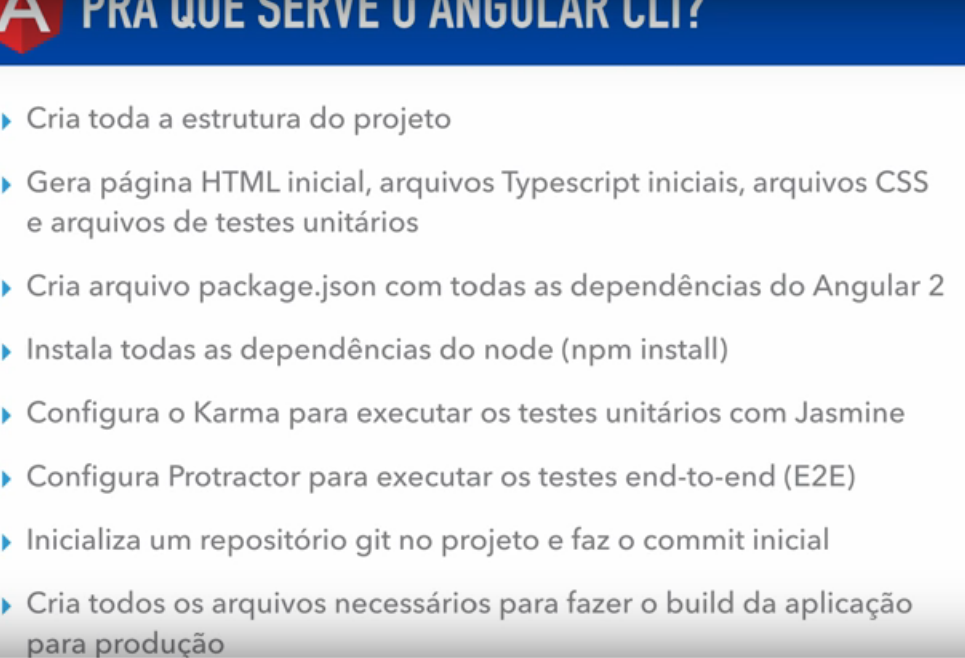 PRA QUE SERVE O ANGULAR CLI?
Cria toda a estrutura do projeto
Gera página HTML inicial, arquivos Typescript iniciais, arquivos CSS
e arquivos de testes unitários
Cria arquivo package.json com todas as dependências do Angular 2
Instala todas as dependências do node (npm install)
Configura o Karma para executar os testes unitários com Jasmine
Configura Protractor para executar os testes end-to-end (E2E)
Inicializa um repositório git no projeto e faz o commit inicial
Cria todos os arquivos necessários para fazer o build da aplicação
para produção